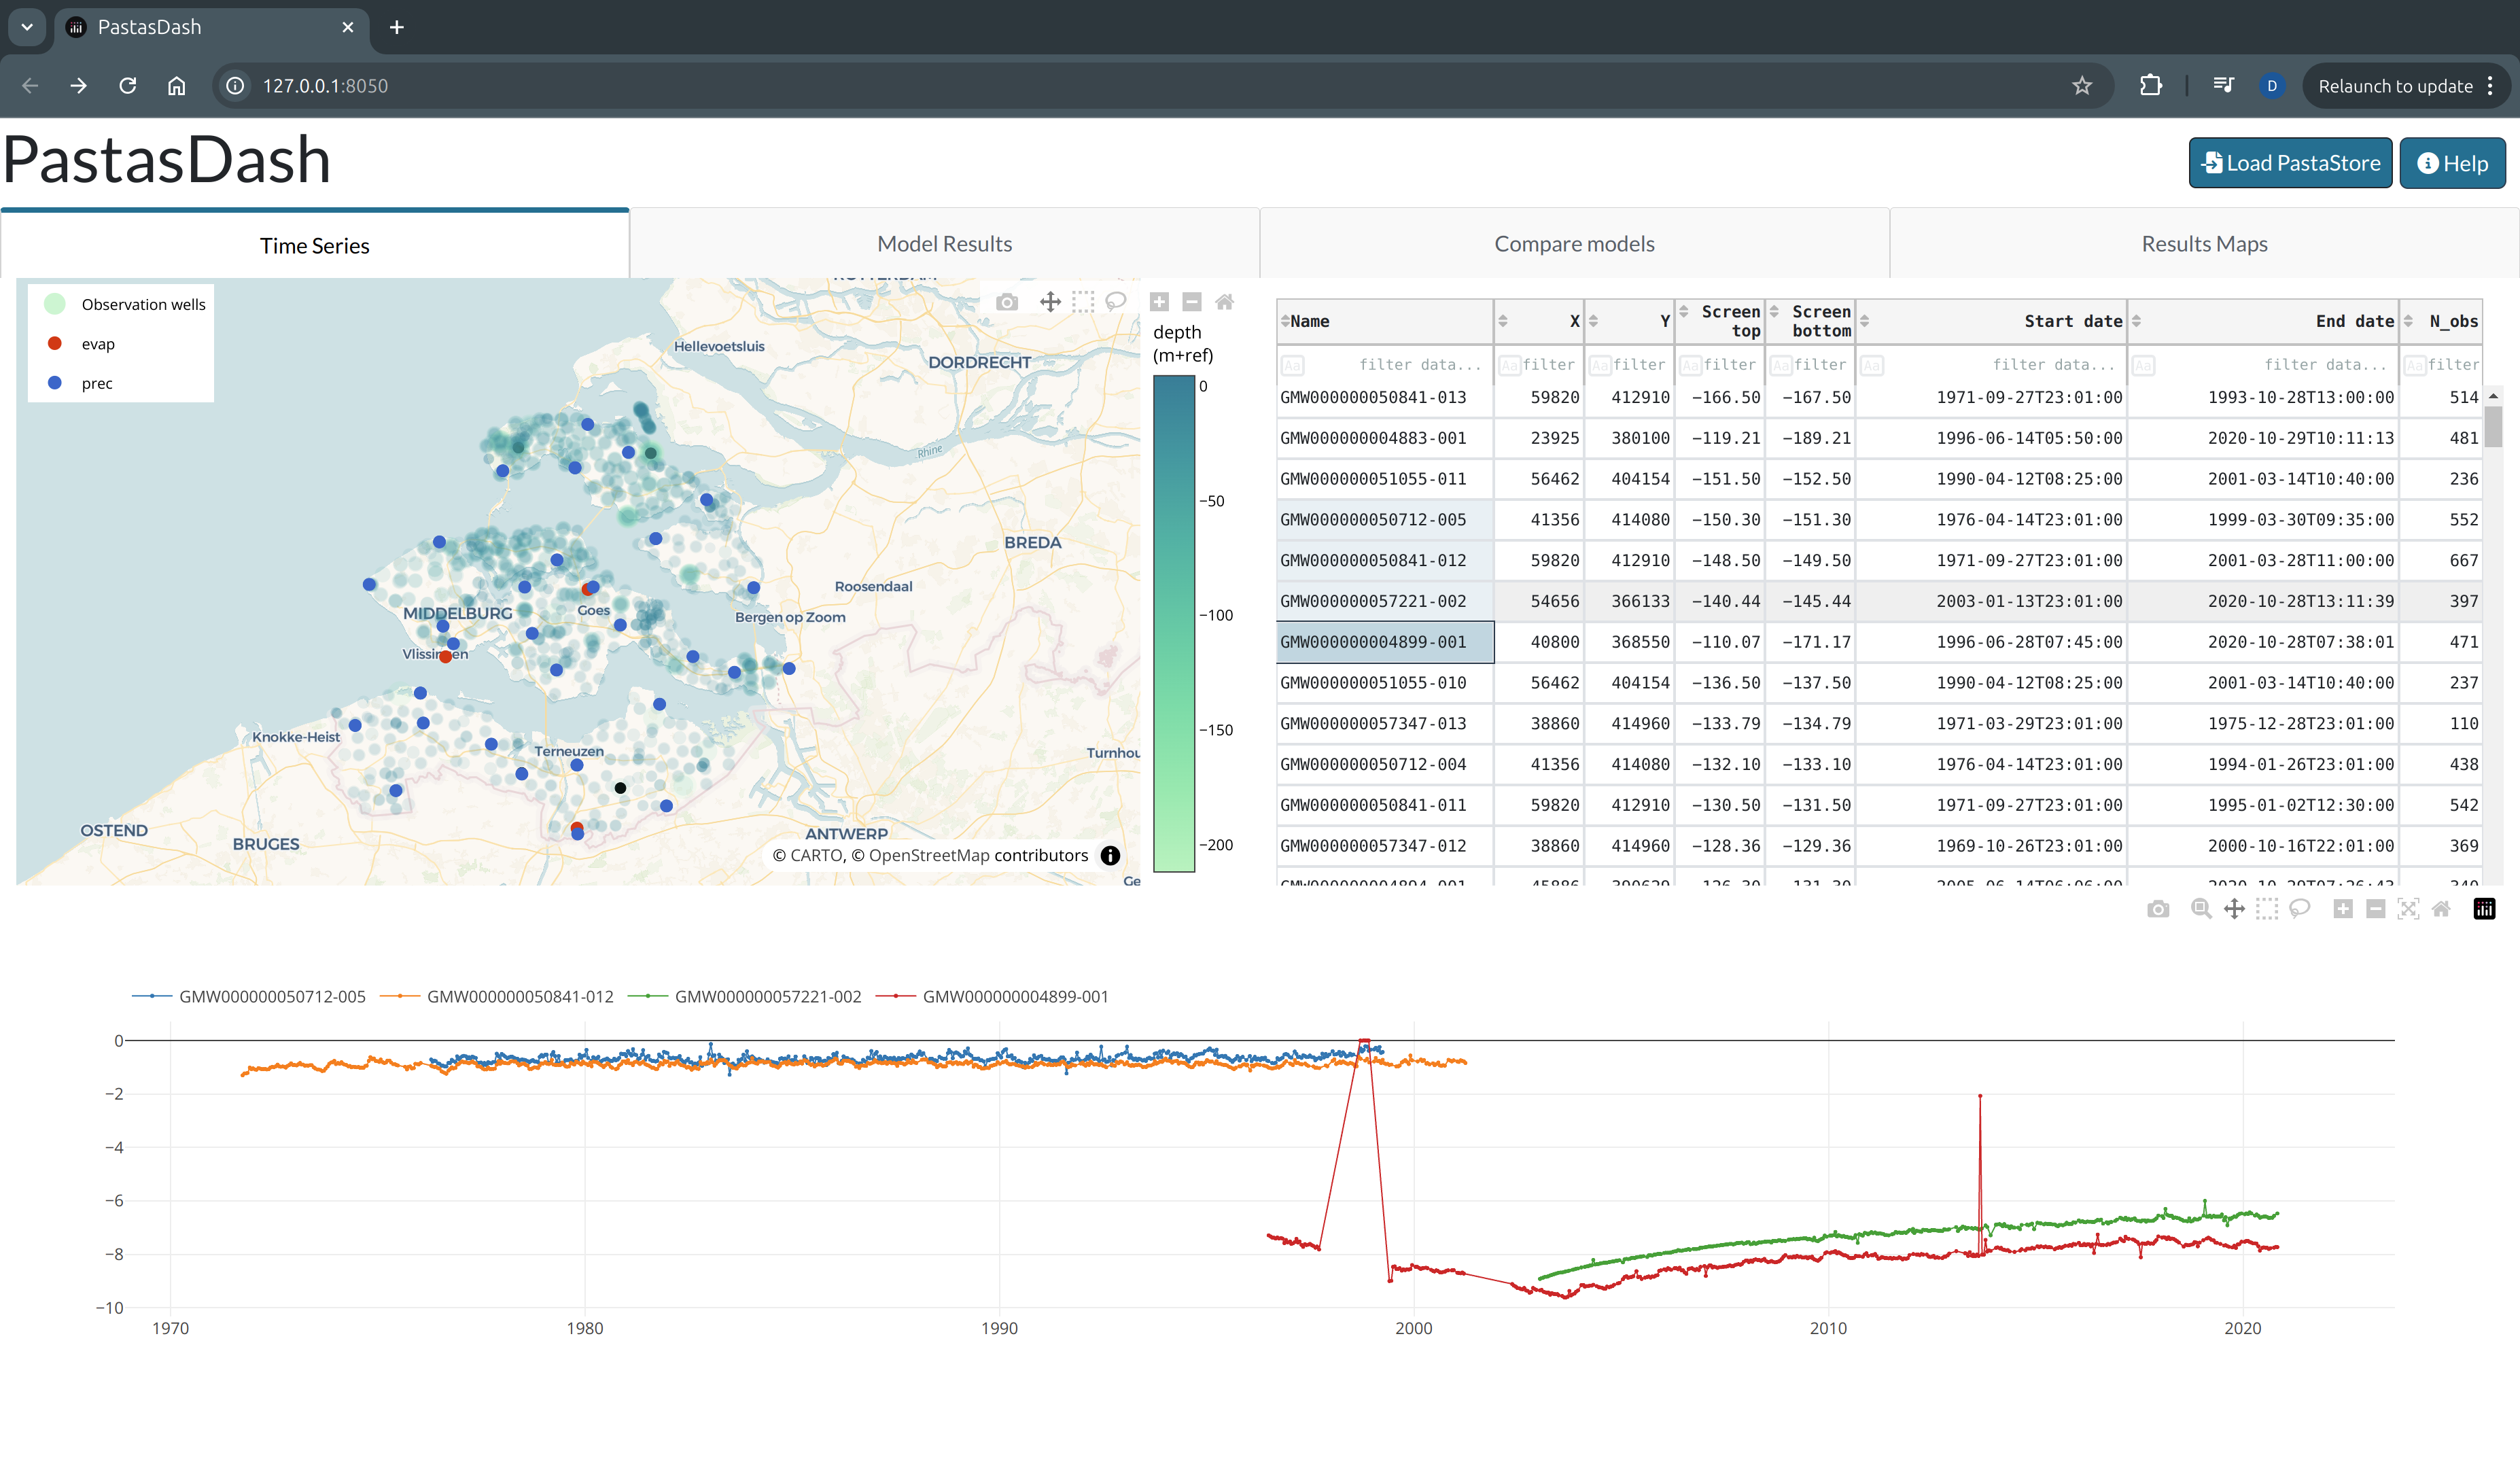 PastasDash
127.0.0.1:8050
D
Relaunch to update
PastasDash
Load PastaStore
Help
Time Series
Model Results
Compare models
Results Maps
Observation wells
evap
prec
Hellevoetsluis
DORDRECHT
Rhine
BREDA
Roosendaal
MIDDELBURG
Goes
Bergen op Zoom
Knokke-Heist
Terneuzen
OSTEND
BRUGES
ANTWERP
© CARTO, © OpenStreetMap contributors
depth
(m+ref)
0
−50
−100
−150
−200
Name X Y Screen top Screen bottom Start date End date N_obs
Aa filter data... Aa filter Aa filter Aa filter Aa filter Aa filter data... Aa filter data... Aa filter
GMW000000050841-013 59820 412910 −166.50 −167.50 1971-09-27T23:01:00 1993-10-28T13:00:00 514
GMW000000004883-001 23925 380100 −119.21 −189.21 1996-06-14T05:50:00 2020-10-29T10:11:13 481
GMW000000051055-011 56462 404154 −151.50 −152.50 1990-04-12T08:25:00 2001-03-14T10:40:00 236
GMW000000050712-005 41356 414080 −150.30 −151.30 1976-04-14T23:01:00 1999-03-30T09:35:00 552
GMW000000050841-012 59820 412910 −148.50 −149.50 1971-09-27T23:01:00 2001-03-28T11:00:00 667
GMW000000057221-002 54656 366133 −140.44 −145.44 2003-01-13T23:01:00 2020-10-28T13:11:39 397
GMW000000004899-001 40800 368550 −110.07 −171.17 1996-06-28T07:45:00 2020-10-28T07:38:01 471
GMW000000051055-010 56462 404154 −136.50 −137.50 1990-04-12T08:25:00 2001-03-14T10:40:00 237
GMW000000057347-013 38860 414960 −133.79 −134.79 1971-03-29T23:01:00 1975-12-28T23:01:00 110
GMW000000050712-004 41356 414080 −132.10 −133.10 1976-04-14T23:01:00 1994-01-26T23:01:00 438
GMW000000050841-011 59820 412910 −130.50 −131.50 1971-09-27T23:01:00 1995-01-02T12:30:00 542
GMW000000057347-012 38860 414960 −128.36 −129.36 1969-10-26T23:01:00 2000-10-16T22:01:00 369
GMW000000050712-005 GMW000000050841-012 GMW000000057221-002 GMW000000004899-001
0
−2
−4
−6
−8
−10
1970 1980 1990 2000 2010 2020